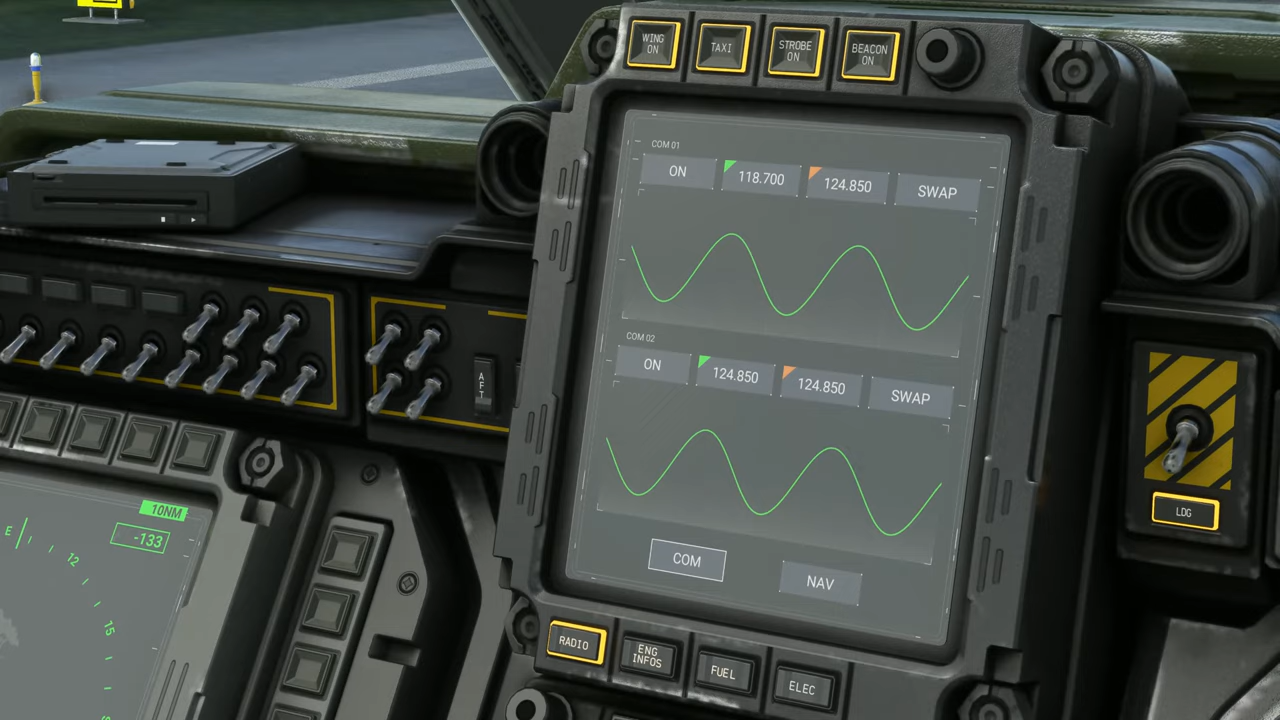 WING
ON
TAXI
STROBE
ON
BEACON
ON
COM 01
ON
118.700
124.850
SWAP
COM 02
ON
124.850
124.850
SWAP
COM
NAV
RADIO
ENG
INFOS
FUEL
ELEC
LDG
AFT
10NM
-133
E
12
15